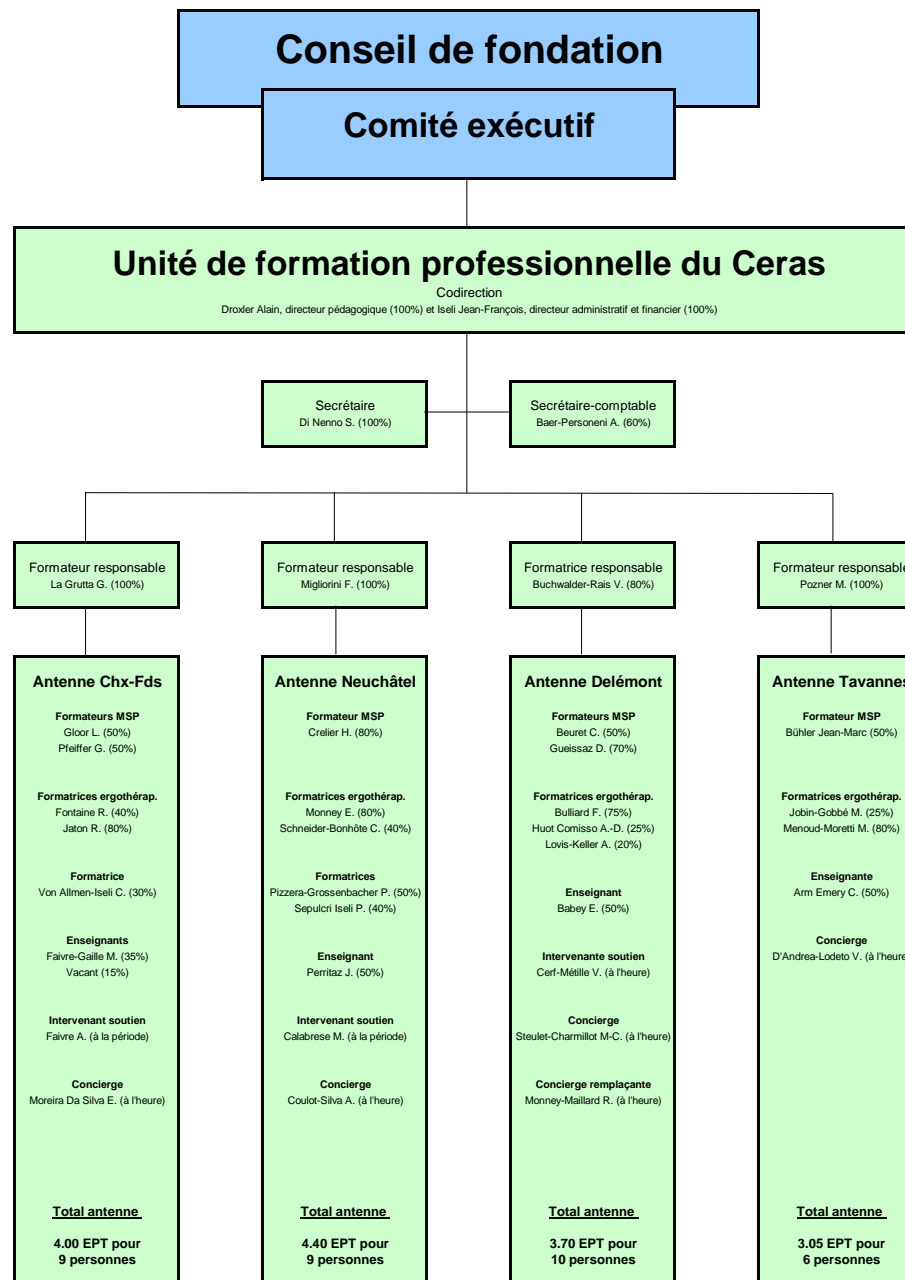 Conseil de fondation
Comité exécutif
Unité de formation professionnelle du Ceras
Codirection
Droxler Alain, directeur pédagogique (100%) et Iseli Jean-François, directeur administratif et financier (100%)
Secrétaire
Di Nenno S. (100%)
Secrétaire-comptable
Baer-Personeni A. (60%)
Formateur responsable
La Grutta G. (100%)
Formateur responsable
Migliorini F. (100%)
Formatrice responsable
Buchwalder-Rais V. (80%)
Formateur responsable
Pozner M. (100%)
Antenne Chx-Fds
Formateurs MSP
Gloor L. (50%)
Pfeiffer G. (50%)
Formatrices ergothérap.
Fontaine R. (40%)
Jaton R. (80%)
Formatrice
Von Allmen-Iseli C. (30%)
Enseignants
Faivre-Gaille M. (35%)
Vacant (15%)
Intervenant soutien
Faivre A. (à la période)
Concierge
Moreira Da Silva E. (à l'heure)
Total antenne
4.00 EPT pour
9 personnes
Antenne Neuchâtel
Formateur MSP
Crelier H. (80%)
Formatrices ergothérap.
Monney E. (80%)
Schneider-Bonhôte C. (40%)
Formatrices
Pizzera-Grossenbacher P. (50%)
Sepulcri Iseli P. (40%)
Enseignant
Perritaz J. (50%)
Intervenant soutien
Calabrese M. (à la période)
Concierge
Coulot-Silva A. (à l'heure)
Total antenne
4.40 EPT pour
9 personnes
Antenne Delémont
Formateurs MSP
Beuret C. (50%)
Gueissaz D. (70%)
Formatrices ergothérap.
Bulliard F. (75%)
Huot Comisso A.-D. (25%)
Lovis-Keller A. (20%)
Enseignant
Babey E. (50%)
Intervenante soutien
Cerf-Métille V. (à l'heure)
Concierge
Steulet-Charmillot M-C. (à l'heure)
Concierge remplaçante
Monney-Maillard R. (à l'heure)
Total antenne
3.70 EPT pour
10 personnes
Antenne Tavannes
Formateur MSP
Bühler Jean-Marc (50%)
Formatrices ergothérap.
Jobin-Gobbé M. (25%)
Menoud-Moretti M. (80%)
Enseignante
Arm Emery C. (50%)
Concierge
D'Andrea-Lodeto V. (à l'heure
Total antenne
3.05 EPT pour
6 personnes